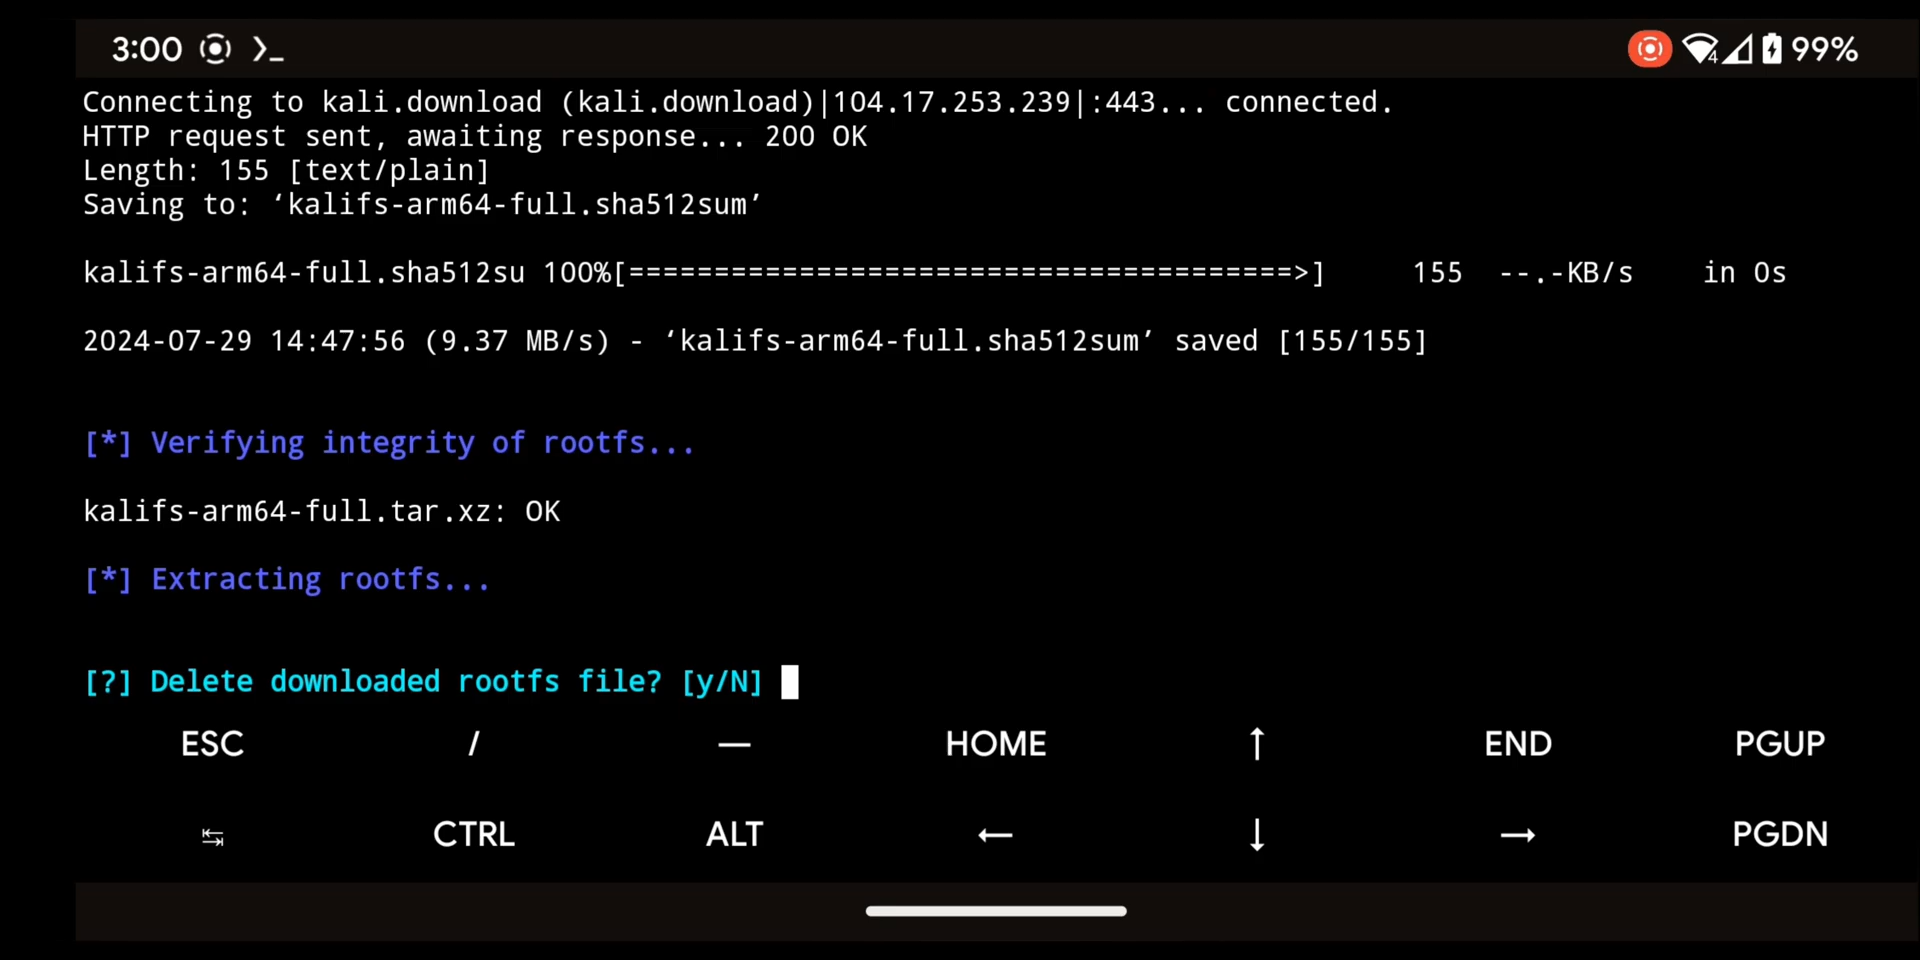 3:00 99%
Connecting to kali.download (kali.download)|104.17.253.239|:443... connected.
HTTP request sent, awaiting response... 200 OK
Length: 155 [text/plain]
Saving to: ‘kalifs-arm64-full.sha512sum’
kalifs-arm64-full.sha512su 100%[=======================================>] 155 --.-KB/s in 0s
2024-07-29 14:47:56 (9.37 MB/s) - ‘kalifs-arm64-full.sha512sum’ saved [155/155]
[*] Verifying integrity of rootfs...
kalifs-arm64-full.tar.xz: OK
[*] Extracting rootfs...
[?] Delete downloaded rootfs file? [y/N]
ESC / — HOME ↑ END PGUP
↹ CTRL ALT ← ↓ → PGDN